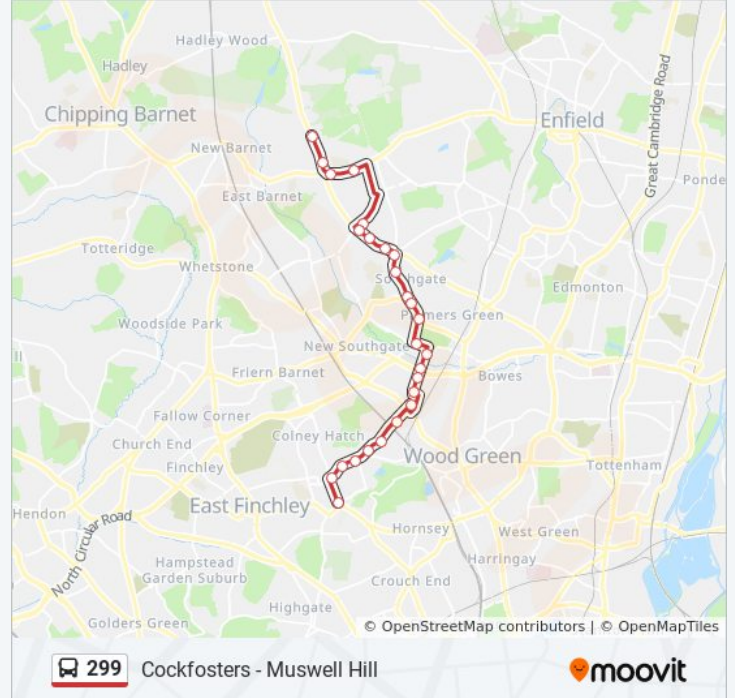 Hadley Wood
Hadley
Chipping Barnet
Enfield
Great Cambridge Road
New Barnet
Ponde
East Barnet
Totteridge
Whetstone
Southgate
Edmonton
Palmers Green
Woodside Park
ll
New Southgate
Friern Barnet
Bowes
Fallow Corner
Colney Hatch
Church End
Wood Green
Finchley
Tottenham
East Finchley
Hendon
North Circular Road
Hornsey
West Green
Harringay
Hampstead
Garden Suburb
Crouch End
Highgate
Golders Green
© OpenStreetMap contributors | © OpenMapTiles
299 Cockfosters - Muswell Hill
moovit